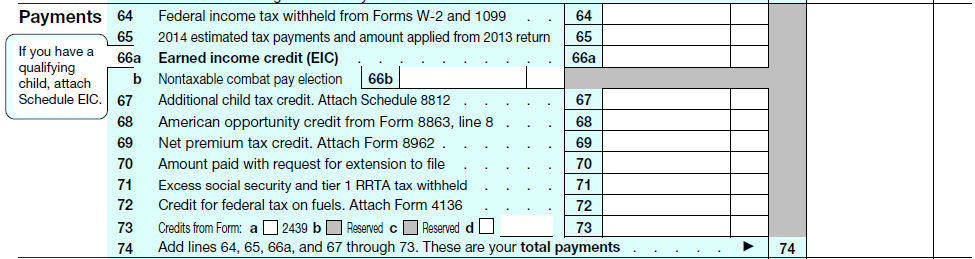 Payments 64 Federal income tax withheld from Forms W-2 and 1099 . . 64
65 2014 estimated tax payments and amount applied from 2013 return 65
If you have a qualifying child, attach Schedule EIC.
66a Earned income credit (EIC) . . . . . . . . . . 66a
b Nontaxable combat pay election 66b
67 Additional child tax credit. Attach Schedule 8812 . . . . . 67
68 American opportunity credit from Form 8863, line 8 . . . 68
69 Net premium tax credit. Attach Form 8962 . . . . . . 69
70 Amount paid with request for extension to file . . . . . 70
71 Excess social security and tier 1 RRTA tax withheld . . . . 71
72 Credit for federal tax on fuels. Attach Form 4136 . . . . 72
73 Credits from Form: a 2439 b Reserved c Reserved d 73
74 Add lines 64, 65, 66a, and 67 through 73. These are your total payments . . . . . ▶ 74